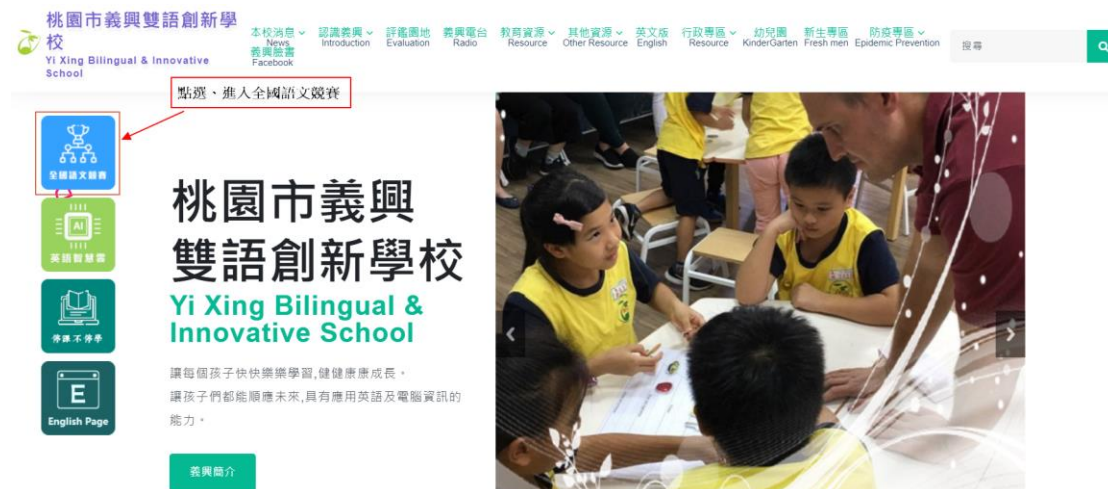 桃園市義興雙語創新學
校
Yi Xing Bilingual & Innovative
School
本校消息
News
義興臉書
Facebook
認識義興
Introduction
評鑑園地
Evaluation
義興電台
Radio
教育資源
Resource
其他資源
Other Resource
英文版
English
行政專區
Resource
幼兒園
KinderGarten
新生專區
Fresh men
防疫專區
Epidemic Prevention
搜尋
點選、進入全國語文競賽
全國語文競賽
AI
英語智慧雲
停課不停學
E
English Page
桃園市義興
雙語創新學校
Yi Xing Bilingual &
Innovative School
讓每個孩子快快樂樂學習,健健康康成長。
讓孩子們都能順應未來,具有應用英語及電腦資訊的
能力。
義興簡介